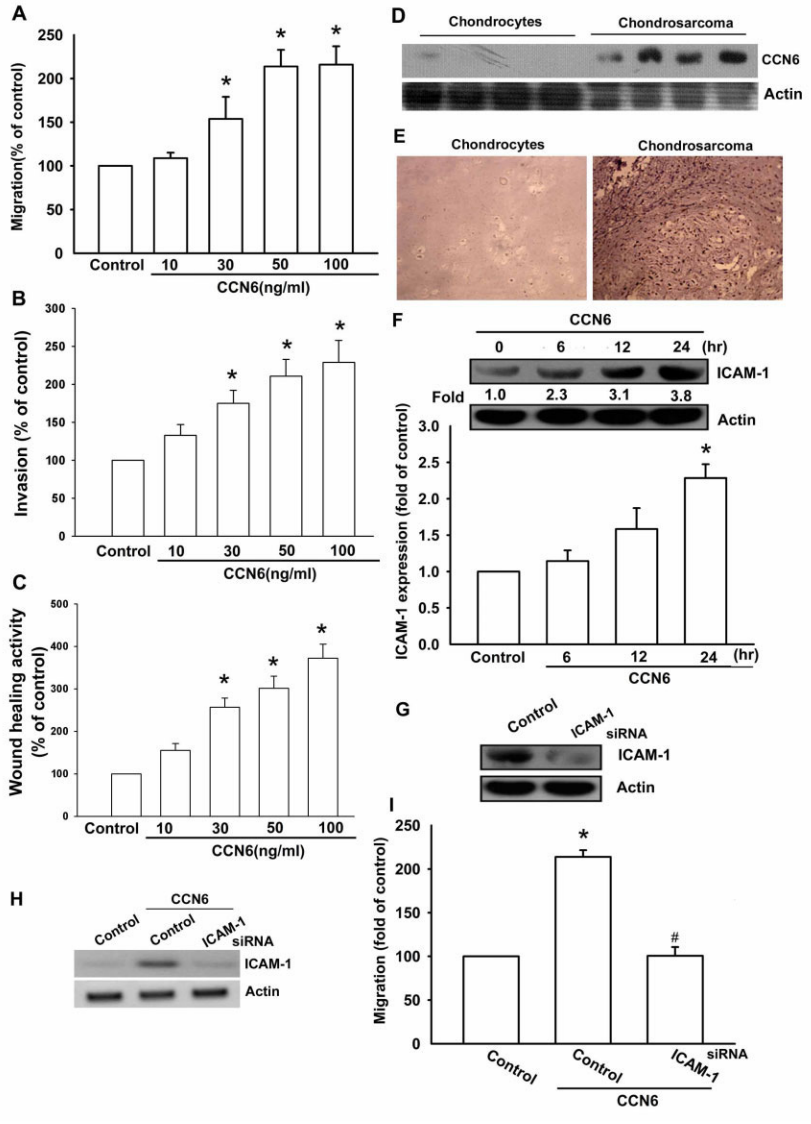 A
Migration(% of control)
250
200
150
100
50
0
* * *
Control 10 30 50 100
CCN6(ng/ml)
B
Invasion (% of control)
300
250
200
150
100
50
0
* * *
Control 10 30 50 100
CCN6(ng/ml)
C
Wound healing activity
(% of control)
500
400
300
200
100
0
* * *
Control 10 30 50 100
CCN6(ng/ml)
D
Chondrocytes Chondrosarcoma
CCN6
Actin
E
Chondrocytes Chondrosarcoma
F
CCN6
0 6 12 24 (hr)
ICAM-1
Fold 1.0 2.3 3.1 3.8
Actin
ICAM-1 expression (fold of control)
3.0
2.5
2.0
1.5
1.0
0.5
0.0
*
Control 6 12 24 (hr)
CCN6
G
Control ICAM-1 siRNA
ICAM-1
Actin
H
CCN6
Control Control ICAM-1 siRNA
ICAM-1
Actin
I
Migration (fold of control)
250
200
150
100
50
0
* #
Control Control ICAM-1 siRNA
CCN6